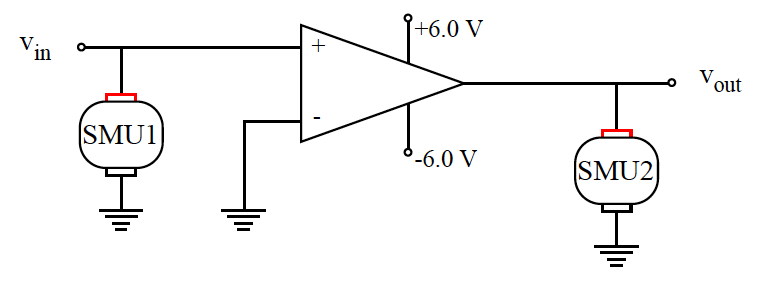 +6.0 V
vin
+
vout
SMU1
-
-6.0 V
SMU2